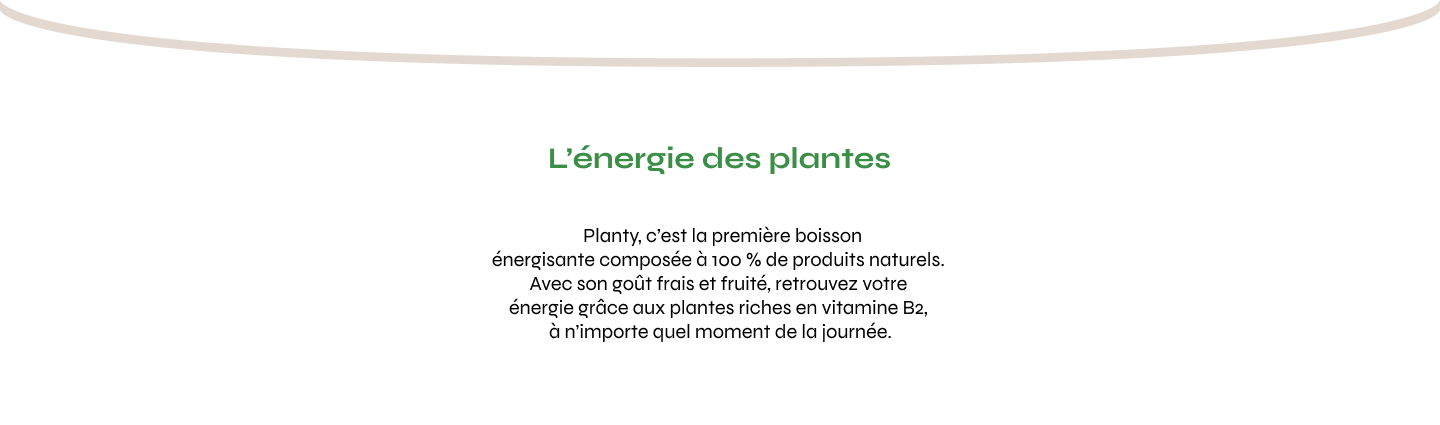 L’énergie des plantes
Planty, c’est la première boisson
énergisante composée à 100 % de produits naturels.
Avec son goût frais et fruité, retrouvez votre
énergie grâce aux plantes riches en vitamine B2,
à n’importe quel moment de la journée.